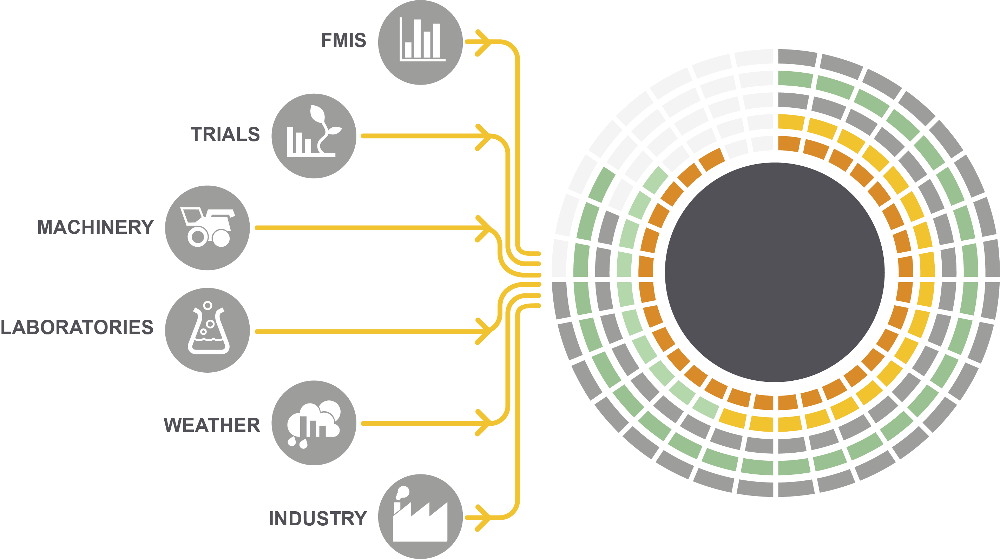 FMIS
TRIALS
MACHINERY
LABORATORIES
WEATHER
INDUSTRY